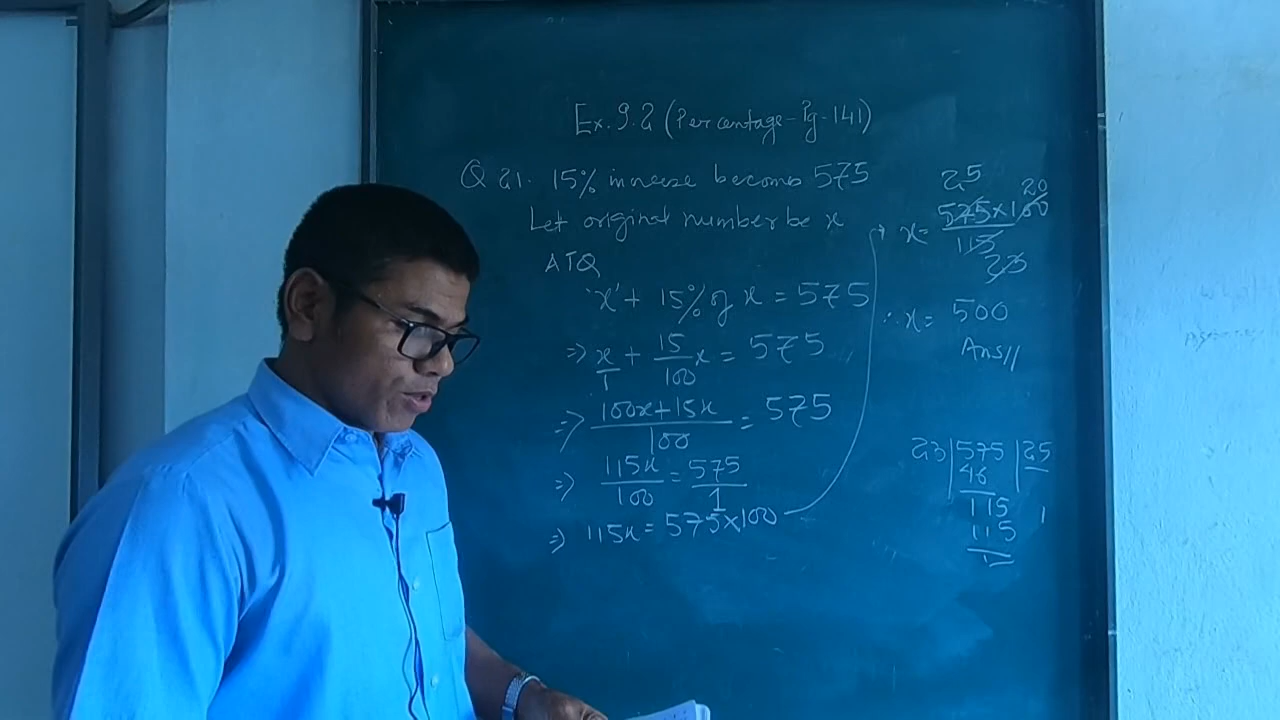 Ex. 9.2 (Percentage - Pg - 141)
Q 21. 15% increase becomes 575
Let original number be x
ATQ
'x' + 15% of x = 575
⇒ x/1 + 15/100 x = 575
⇒ (100x + 15x)/100 = 575
⇒ 115x/100 = 575/1
⇒ 115x = 575 × 100
25
20
x = 575 × 100 / 115
23
∴ x = 500
Ans//
23 | 575 | 25
46
115
115